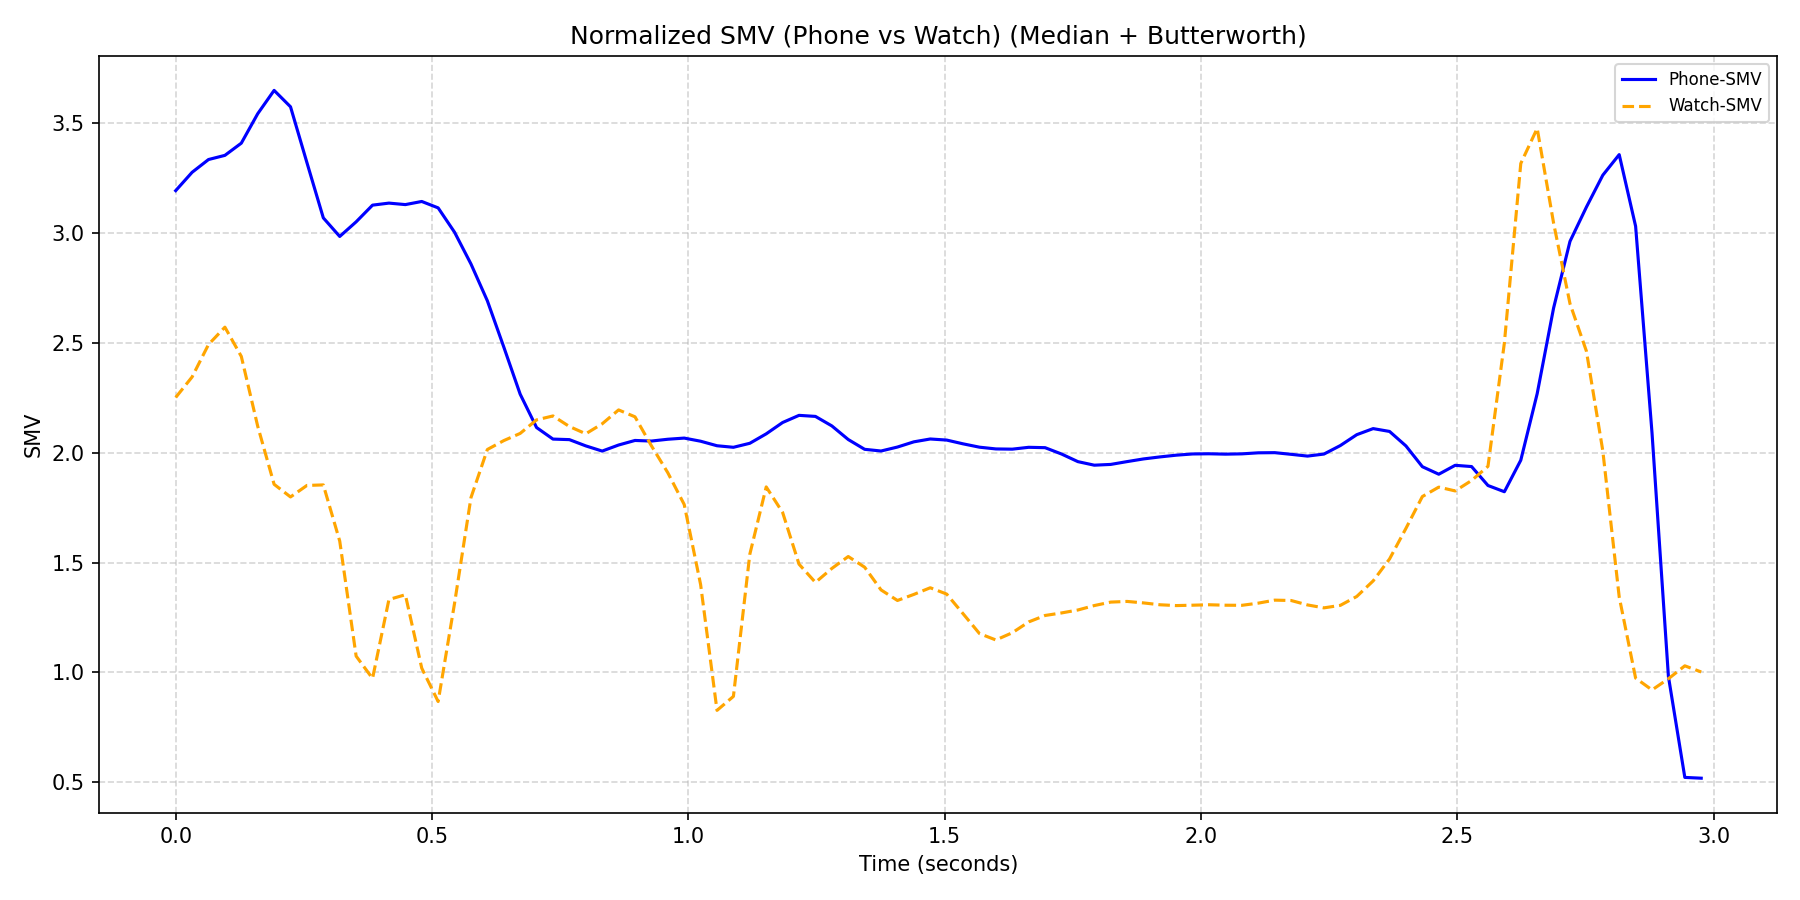 Normalized SMV (Phone vs Watch) (Median + Butterworth)
Phone-SMV
Watch-SMV
SMV
3.5
3.0
2.5
2.0
1.5
1.0
0.5
0.0 0.5 1.0 1.5 2.0 2.5 3.0
Time (seconds)